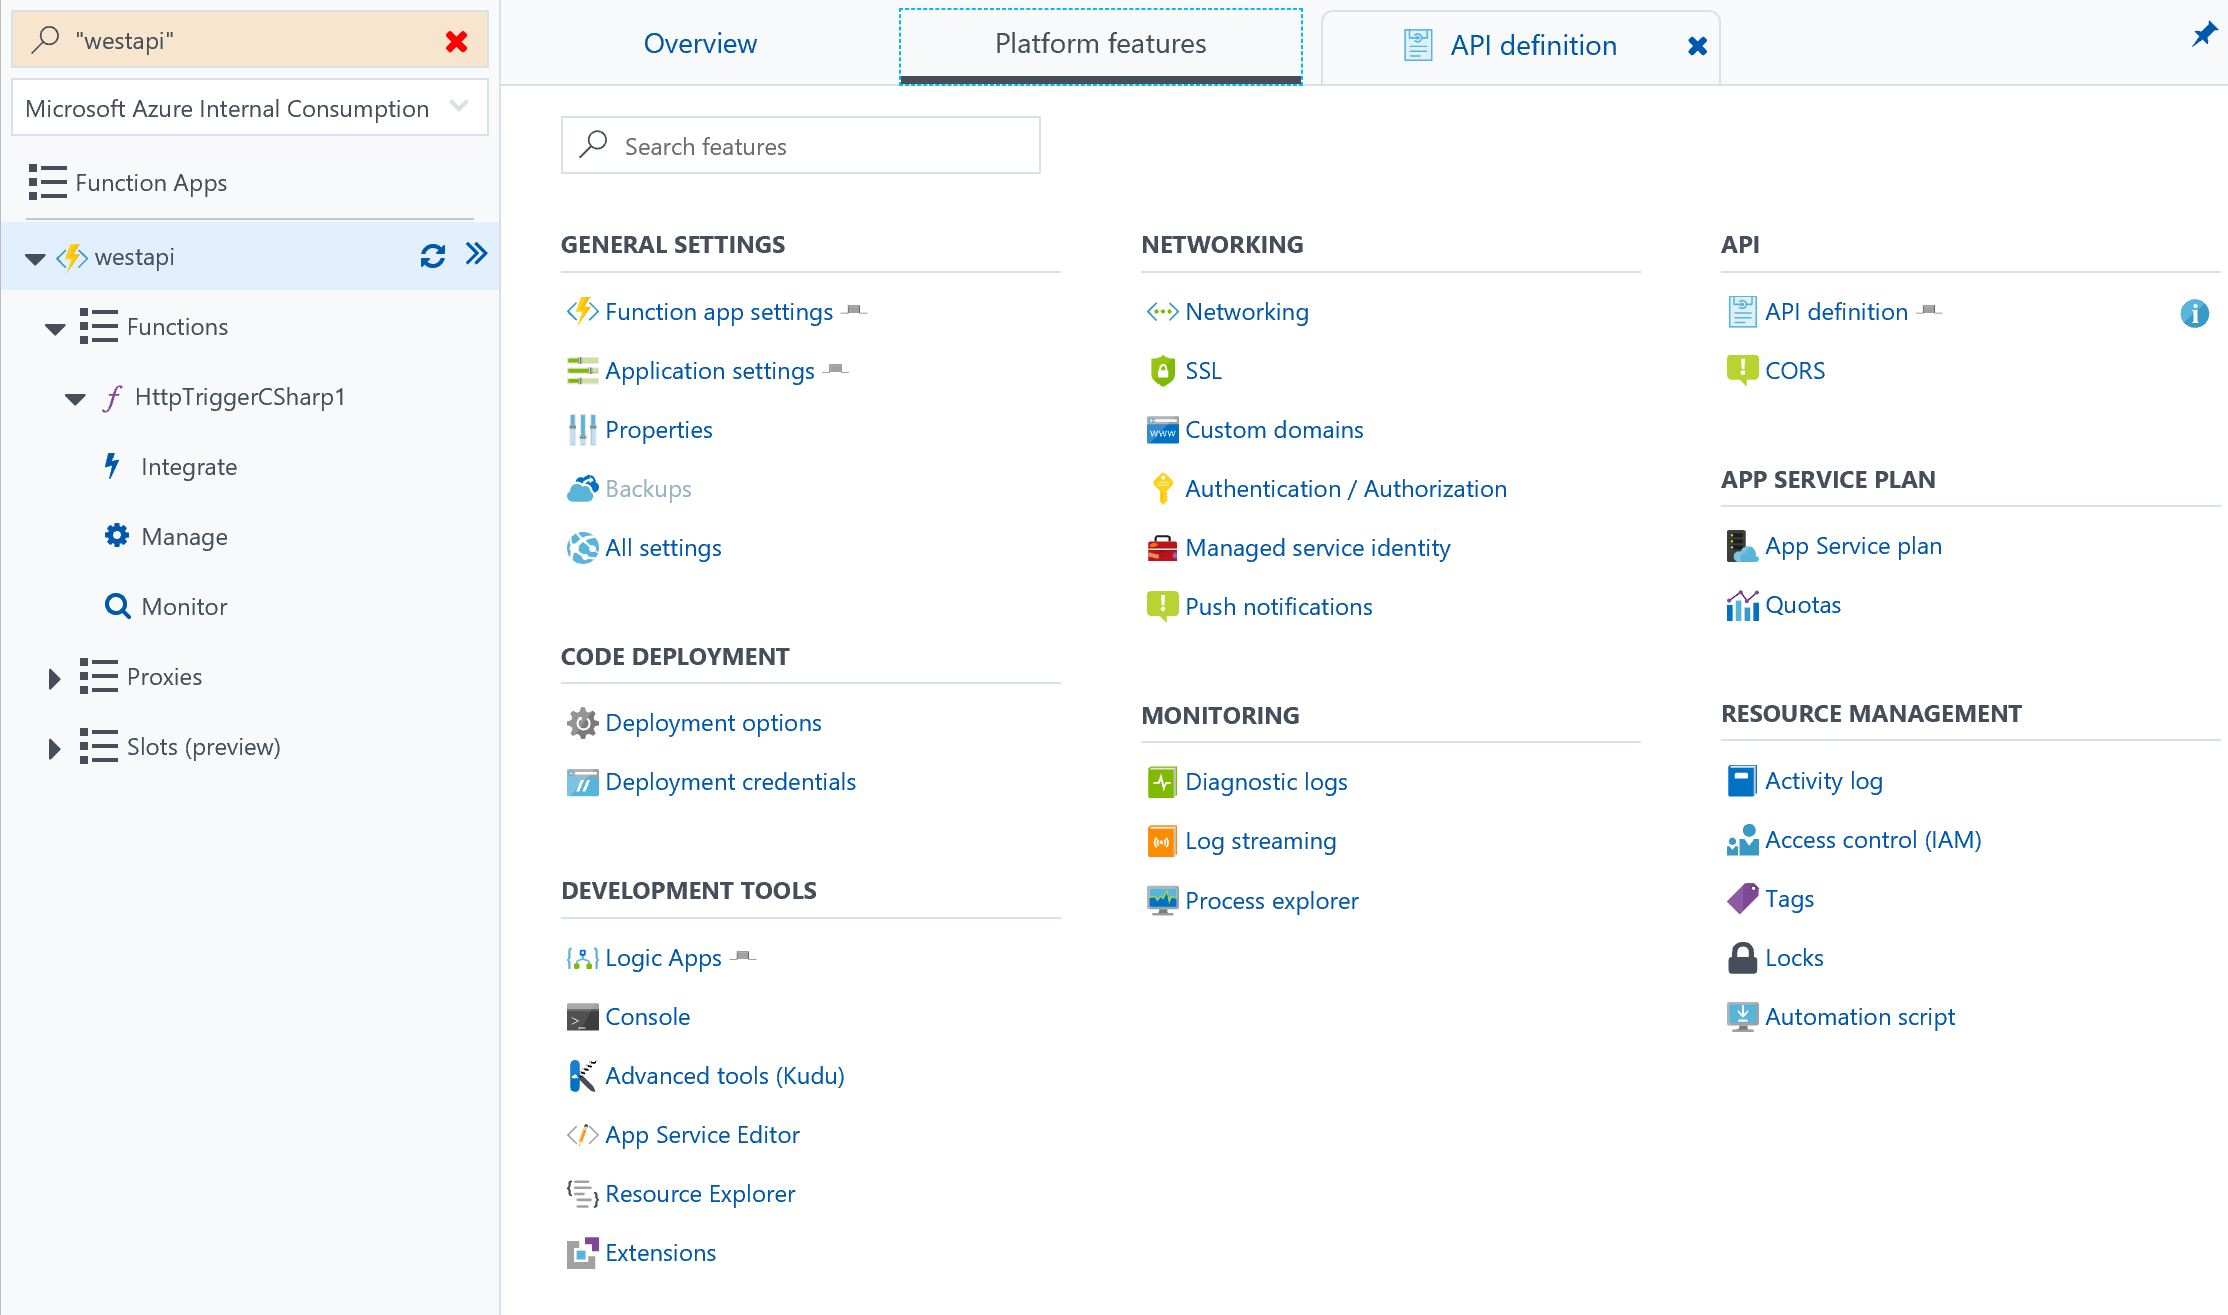 "westapi"
Microsoft Azure Internal Consumption
Function Apps
westapi
Functions
HttpTriggerCSharp1
Integrate
Manage
Monitor
Proxies
Slots (preview)
Overview
Platform features
API definition
Search features
GENERAL SETTINGS
Function app settings
Application settings
Properties
Backups
All settings
CODE DEPLOYMENT
Deployment options
Deployment credentials
DEVELOPMENT TOOLS
Logic Apps
Console
Advanced tools (Kudu)
App Service Editor
Resource Explorer
Extensions
NETWORKING
Networking
SSL
Custom domains
Authentication / Authorization
Managed service identity
Push notifications
MONITORING
Diagnostic logs
Log streaming
Process explorer
API
API definition
CORS
APP SERVICE PLAN
App Service plan
Quotas
RESOURCE MANAGEMENT
Activity log
Access control (IAM)
Tags
Locks
Automation script